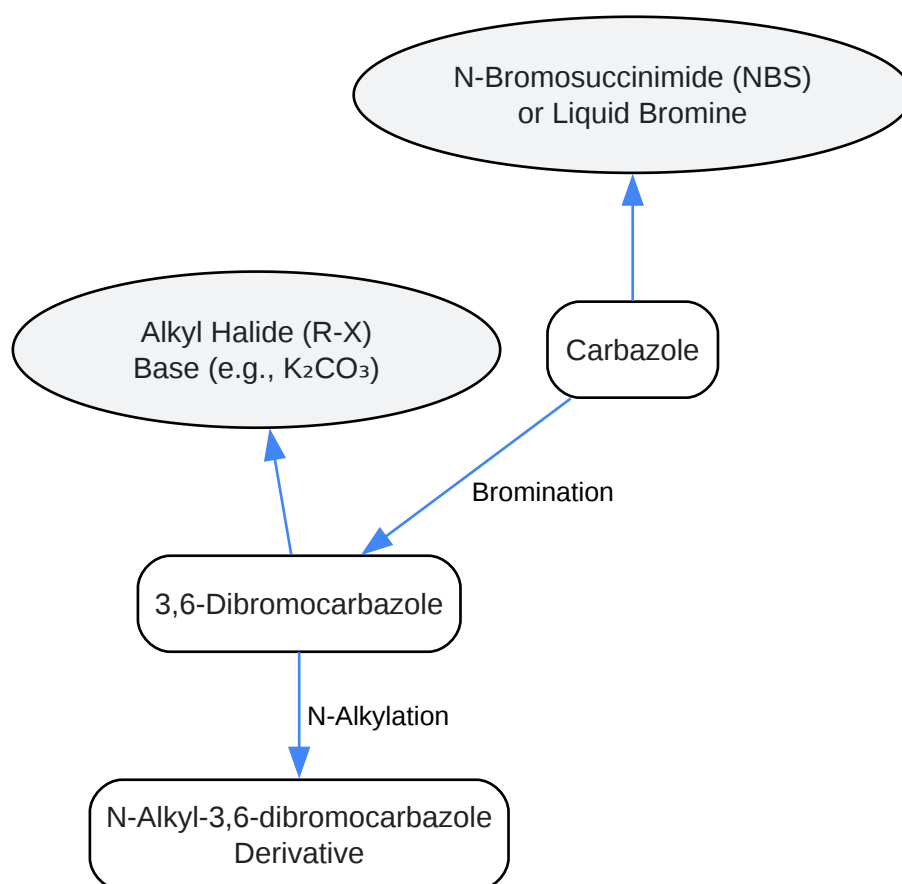 N-Bromosuccinimide (NBS)
or Liquid Bromine
Alkyl Halide (R-X)
Base (e.g., K₂CO₃)
Carbazole
Bromination
3,6-Dibromocarbazole
N-Alkylation
N-Alkyl-3,6-dibromocarbazole
Derivative